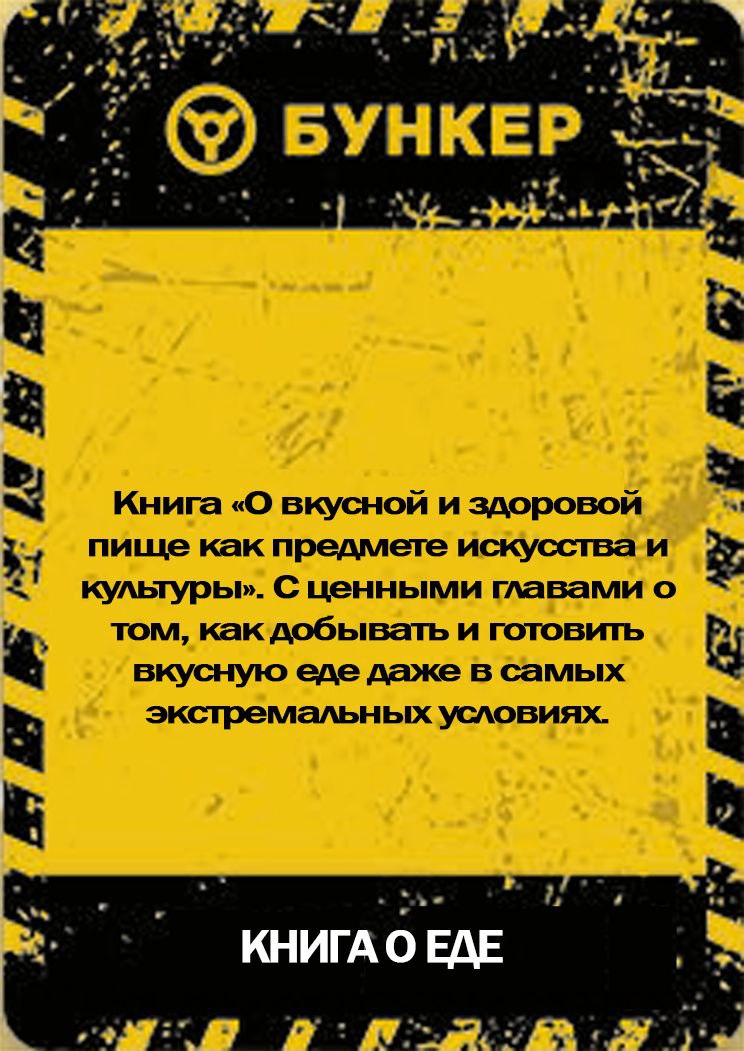 БУНКЕР
Книга «О вкусной и здоровой
пище как предмете искусства и
культуры». С ценными главами о
том, как добывать и готовить
вкусную еде даже в самых
экстремальных условиях.
КНИГА О ЕДЕ